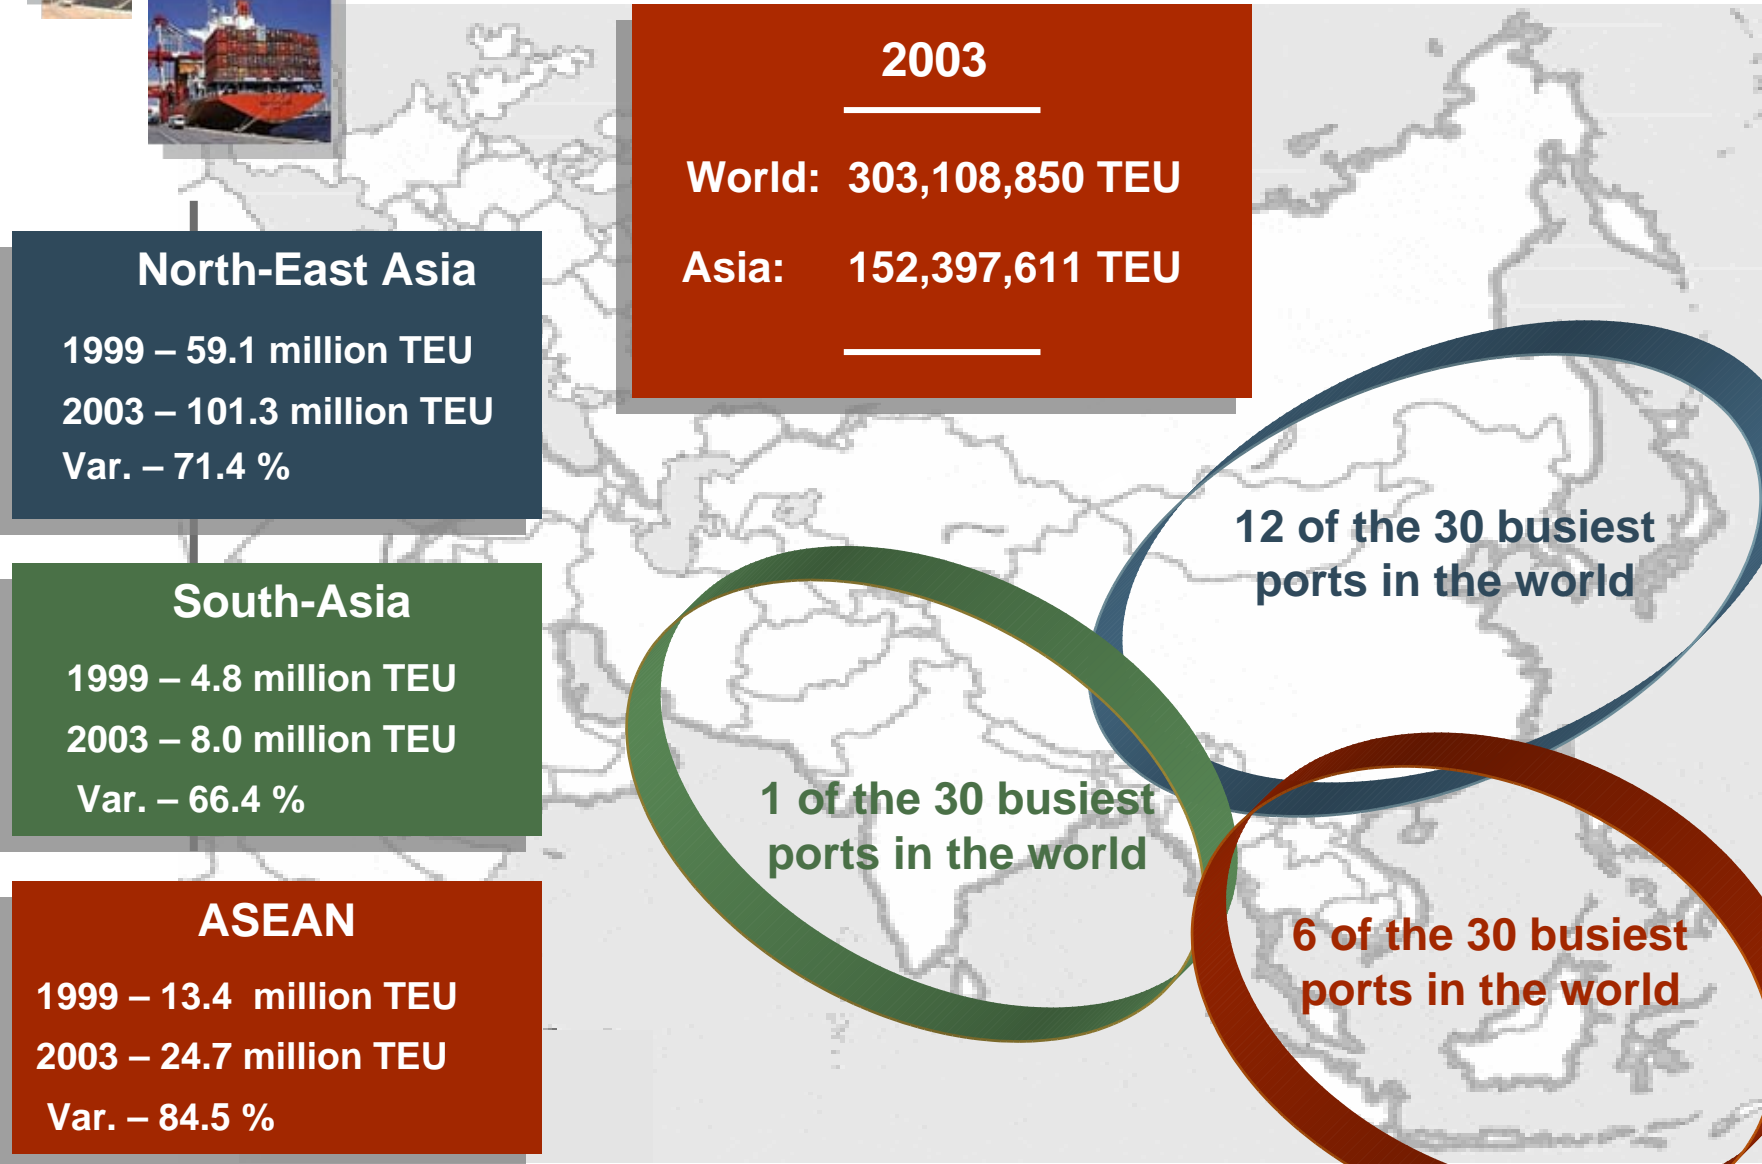 2003
World: 303,108,850 TEU
Asia: 152,397,611 TEU
North-East Asia
1999 – 59.1 million TEU
2003 – 101.3 million TEU
Var. – 71.4 %
South-Asia
1999 – 4.8 million TEU
2003 – 8.0 million TEU
Var. – 66.4 %
ASEAN
1999 – 13.4 million TEU
2003 – 24.7 million TEU
Var. – 84.5 %
12 of the 30 busiest
ports in the world
1 of the 30 busiest
ports in the world
6 of the 30 busiest
ports in the world